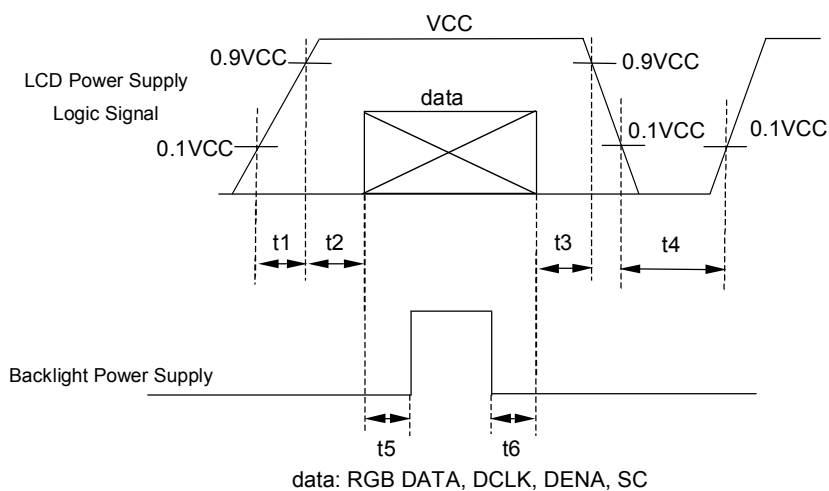 VCC
0.9VCC
0.9VCC
LCD Power Supply
Logic Signal
data
0.1VCC
0.1VCC
0.1VCC
t1
t2
t3
t4
Backlight Power Supply
t5
t6
data: RGB DATA, DCLK, DENA, SC